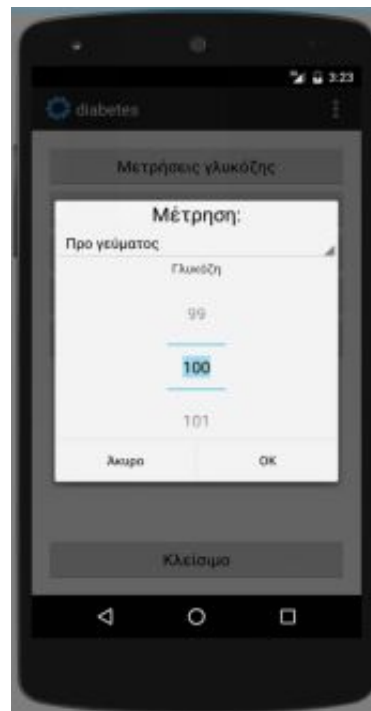 3:23
diabetes
Μετρήσεις γλυκόζης
Μέτρηση:
Προ γεύματος
Γλυκόζη
99
100
101
Άκυρο OK
Κλείσιμο